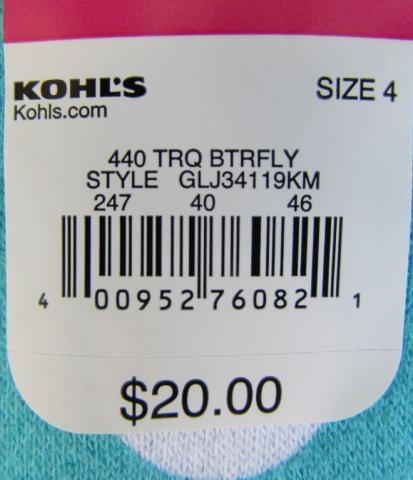 KOHL'S
Kohls.com
SIZE 4
440 TRQ BTRFLY
STYLE GLJ34119KM
247 40 46
4 00952 76082 1
$20.00